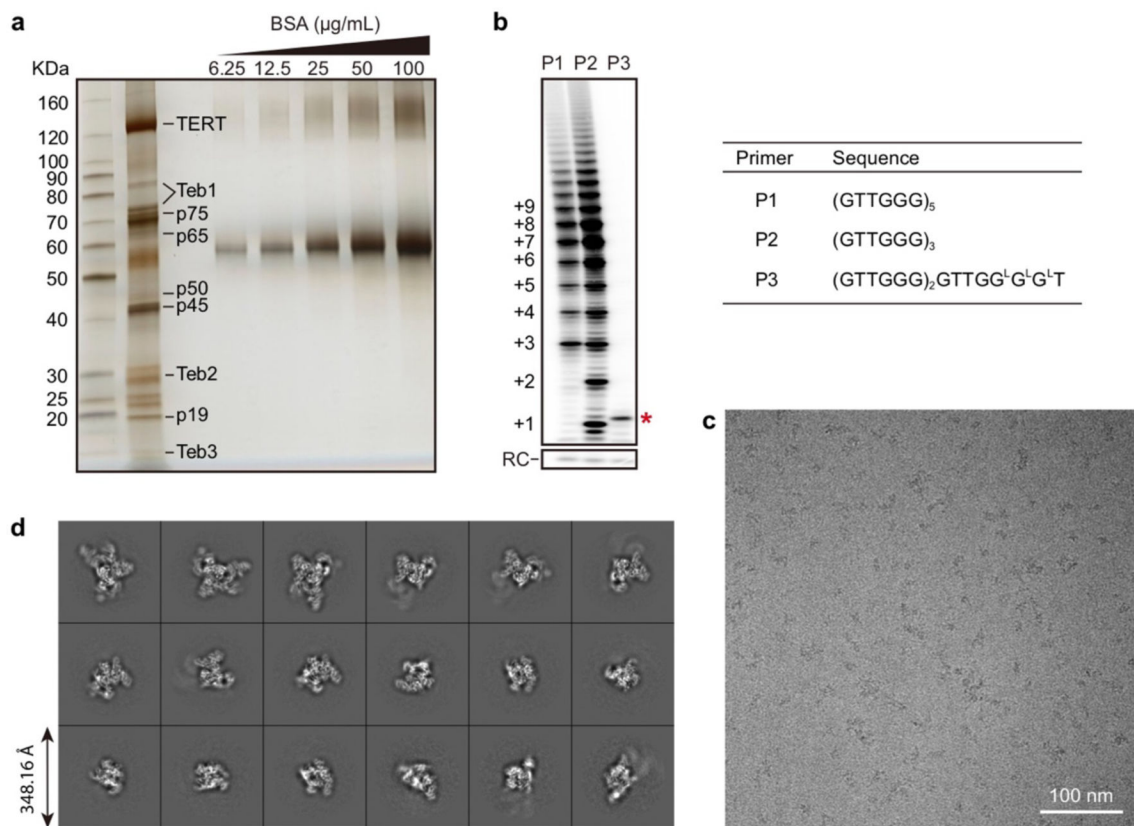 a
BSA (µg/mL)
KDa 6.25 12.5 25 50 100
160
120
100
90
80
70
60
50
40
30
25
20
TERT
Teb1
p75
p65
p50
p45
Teb2
p19
Teb3
b
P1 P2 P3
+9
+8
+7
+6
+5
+4
+3
+2
+1
*
RC
Primer Sequence
P1 (GTTGGG)₅
P2 (GTTGGG)₃
P3 (GTTGGG)₂GTTGGᴸGᴸGᴸT
c
100 nm
d
348.16 Å